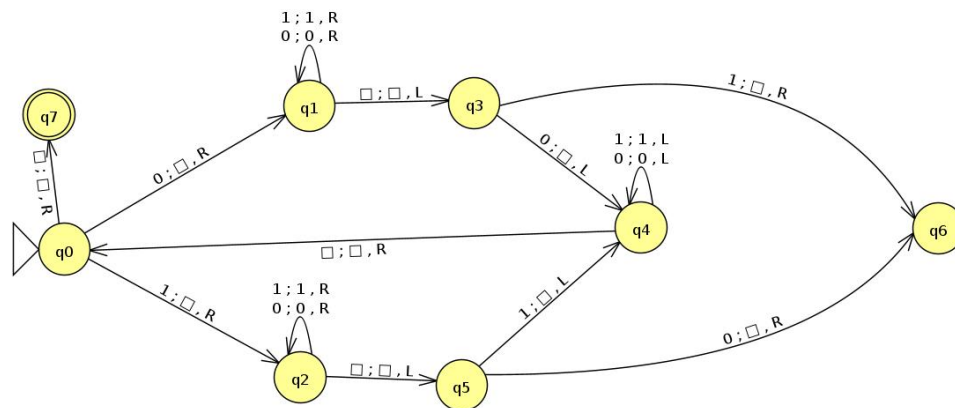 1 ; 1 , R
0 ; 0 , R
q1
□ ; □ , L
q3
1 ; □ , R
q7
□ ; □ , R
0 ; □ , R
0 ; □ , L
1 ; 1 , L
0 ; 0 , L
q4
q6
q0
□ ; □ , R
1 ; □ , R
1 ; 1 , R
0 ; 0 , R
q2
□ ; □ , L
q5
1 ; □ , L
0 ; □ , R